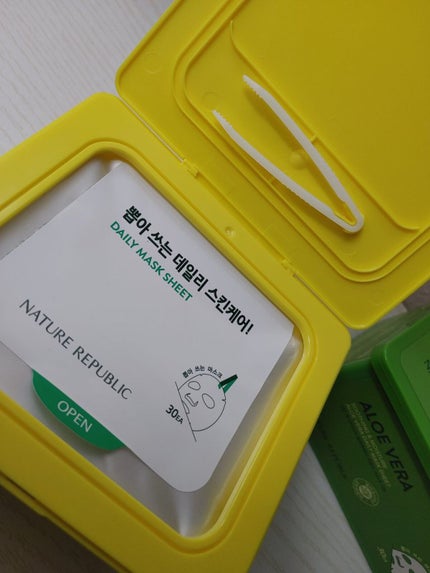 뽑아 쓰는 데일리 스킨케어!
DAILY MASK SHEET
NATURE REPUBLIC
뽑아 쓰는 마스크
30EA
OPEN
ALOE VERA